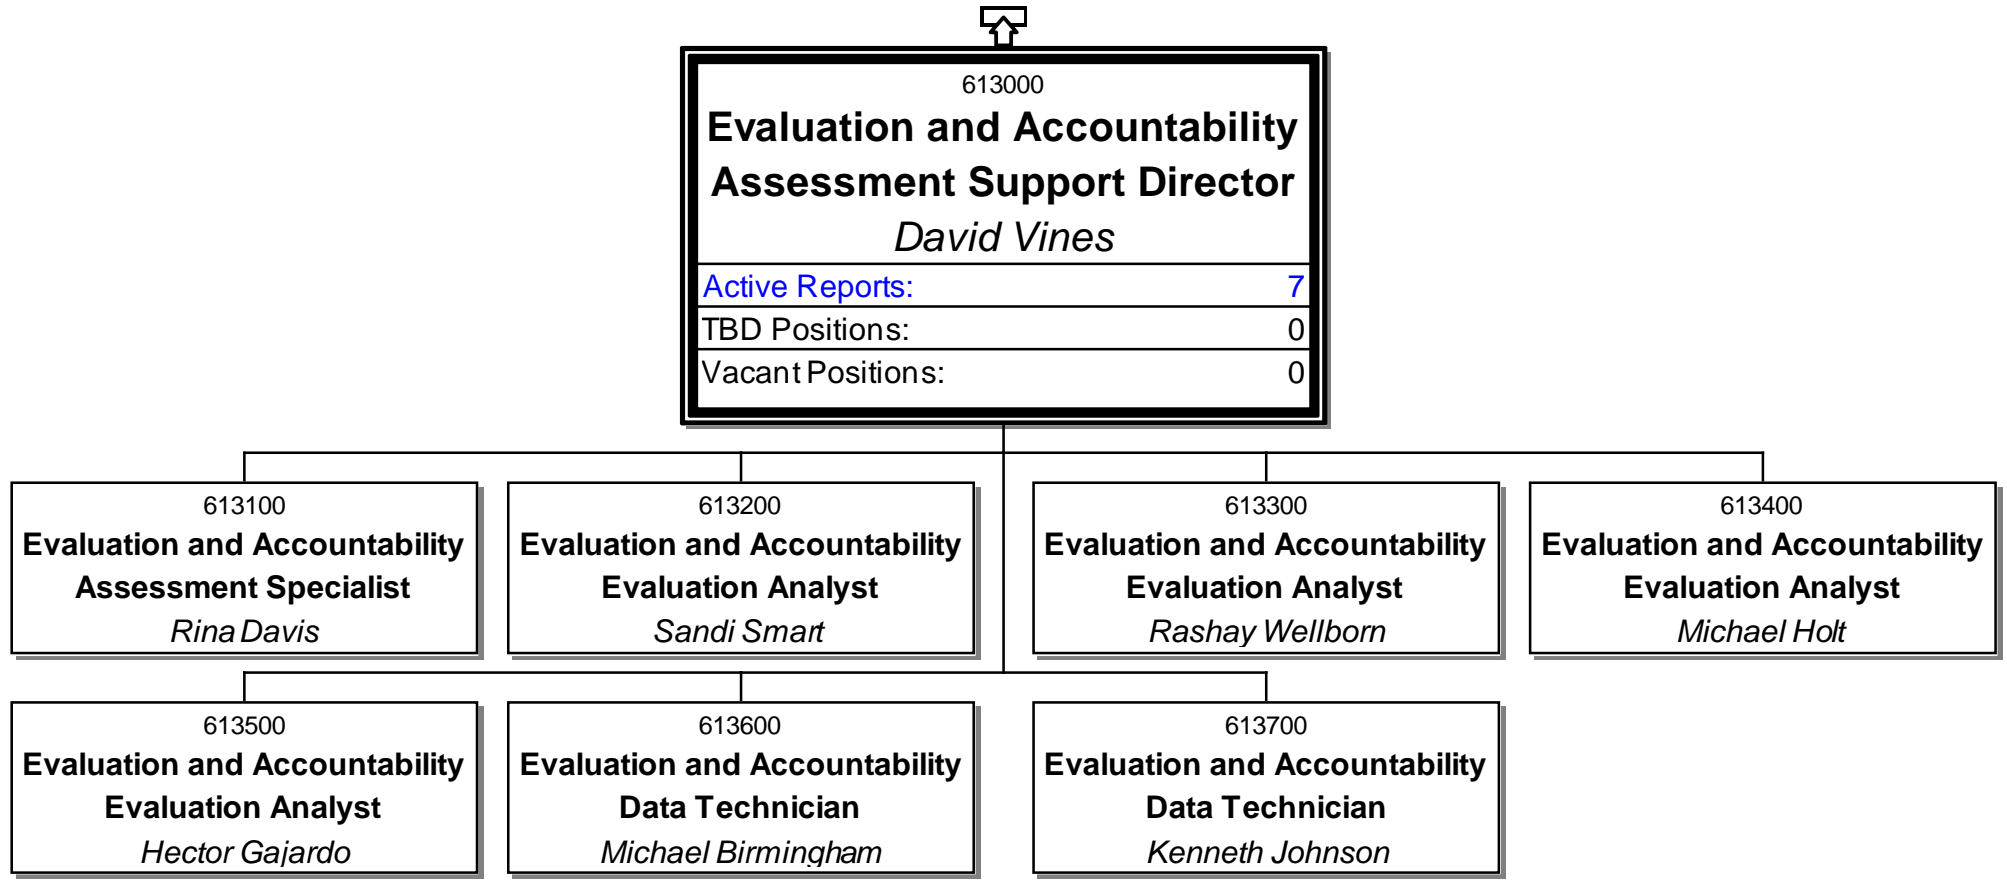 613000
Evaluation and Accountability
Assessment Support Director
David Vines
Active Reports: 7
TBD Positions: 0
Vacant Positions: 0
613100
Evaluation and Accountability
Assessment Specialist
Rina Davis
613200
Evaluation and Accountability
Evaluation Analyst
Sandi Smart
613300
Evaluation and Accountability
Evaluation Analyst
Rashay Wellborn
613400
Evaluation and Accountability
Evaluation Analyst
Michael Holt
613500
Evaluation and Accountability
Evaluation Analyst
Hector Gajardo
613600
Evaluation and Accountability
Data Technician
Michael Birmingham
613700
Evaluation and Accountability
Data Technician
Kenneth Johnson